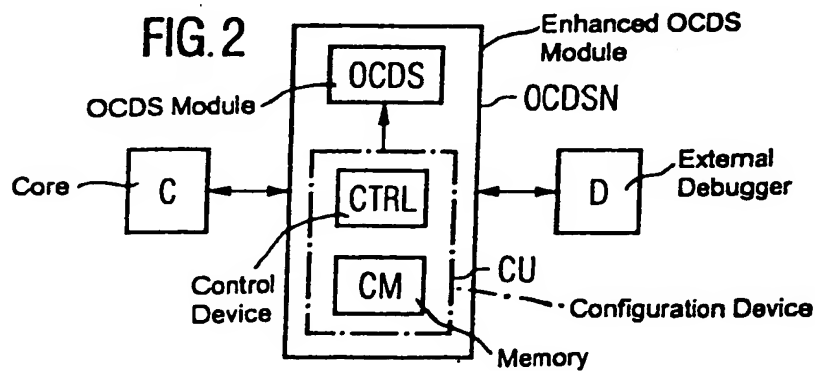 FIG. 2
Enhanced OCDS
Module
OCDS
OCDS Module
OCDSN
Core
C
CTRL
D
External
Debugger
Control
Device
CM
CU
Configuration Device
Memory